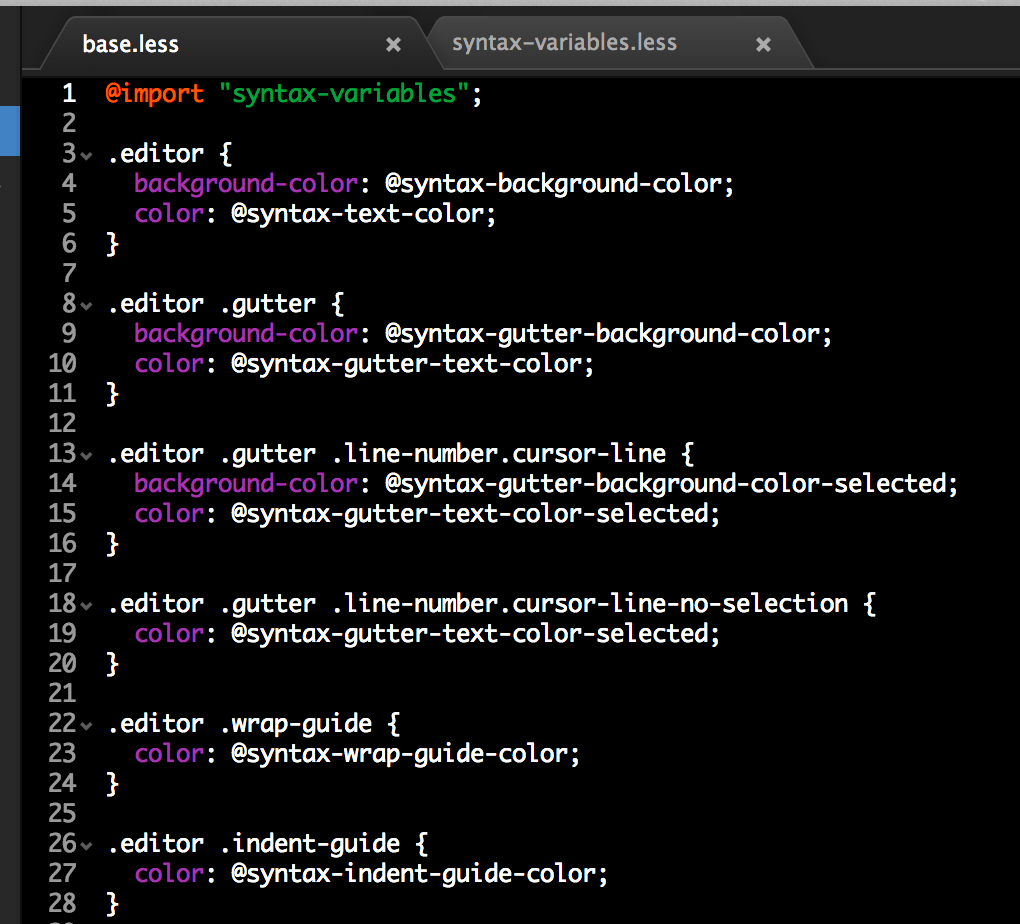 base.less × syntax-variables.less ×
1 @import "syntax-variables";
2
3 .editor {
4   background-color: @syntax-background-color;
5   color: @syntax-text-color;
6 }
7
8 .editor .gutter {
9   background-color: @syntax-gutter-background-color;
10   color: @syntax-gutter-text-color;
11 }
12
13 .editor .gutter .line-number.cursor-line {
14   background-color: @syntax-gutter-background-color-selected;
15   color: @syntax-gutter-text-color-selected;
16 }
17
18 .editor .gutter .line-number.cursor-line-no-selection {
19   color: @syntax-gutter-text-color-selected;
20 }
21
22 .editor .wrap-guide {
23   color: @syntax-wrap-guide-color;
24 }
25
26 .editor .indent-guide {
27   color: @syntax-indent-guide-color;
28 }